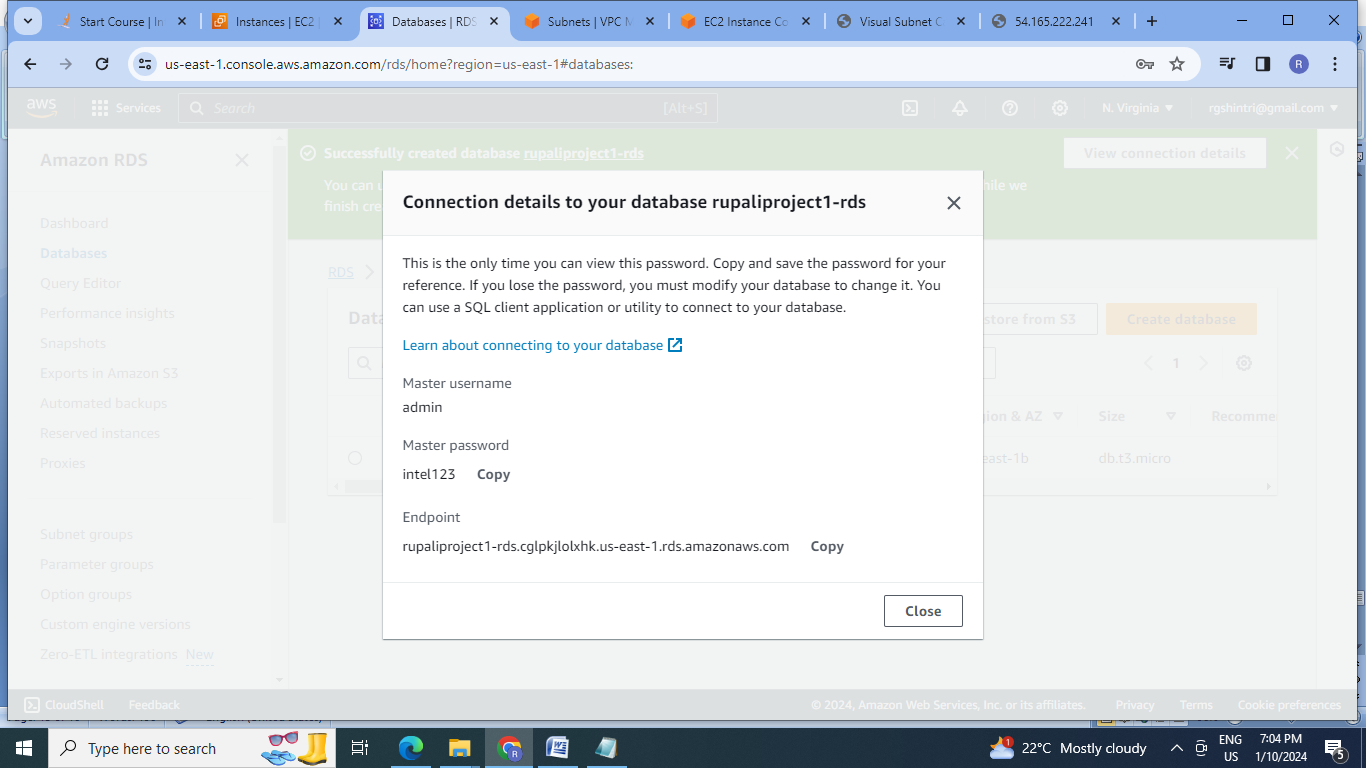 Start Course | In
Instances | EC2 |
Databases | RDS
Subnets | VPC M
EC2 Instance Co
Visual Subnet C
54.165.222.241
us-east-1.console.aws.amazon.com/rds/home?region=us-east-1#databases:
R
aws
Services
Search
[Alt+S]
N. Virginia
rgshintri@gmail.com
Amazon RDS
Dashboard
Databases
Query Editor
Performance insights
Snapshots
Exports in Amazon S3
Automated backups
Reserved instances
Proxies
Subnet groups
Parameter groups
Option groups
Custom engine versions
Zero-ETL integrations New
Successfully created database rupaliproject1-rds
View connection details
You can u
hile we
finish cre
RDS
Data
store from S3
Create database
1
gion & AZ
Size
Recomme
east-1b
db.t3.micro
Connection details to your database rupaliproject1-rds
This is the only time you can view this password. Copy and save the password for your
reference. If you lose the password, you must modify your database to change it. You
can use a SQL client application or utility to connect to your database.
Learn about connecting to your database
Master username
admin
Master password
intel123 Copy
Endpoint
rupaliproject1-rds.cglpkjlolxhk.us-east-1.rds.amazonaws.com Copy
Close
CloudShell
Feedback
© 2024, Amazon Web Services, Inc. or its affiliates.
Privacy
Terms
Cookie preferences
Type here to search
R
1
22°C Mostly cloudy
ENG
US
7:04 PM
1/10/2024
5